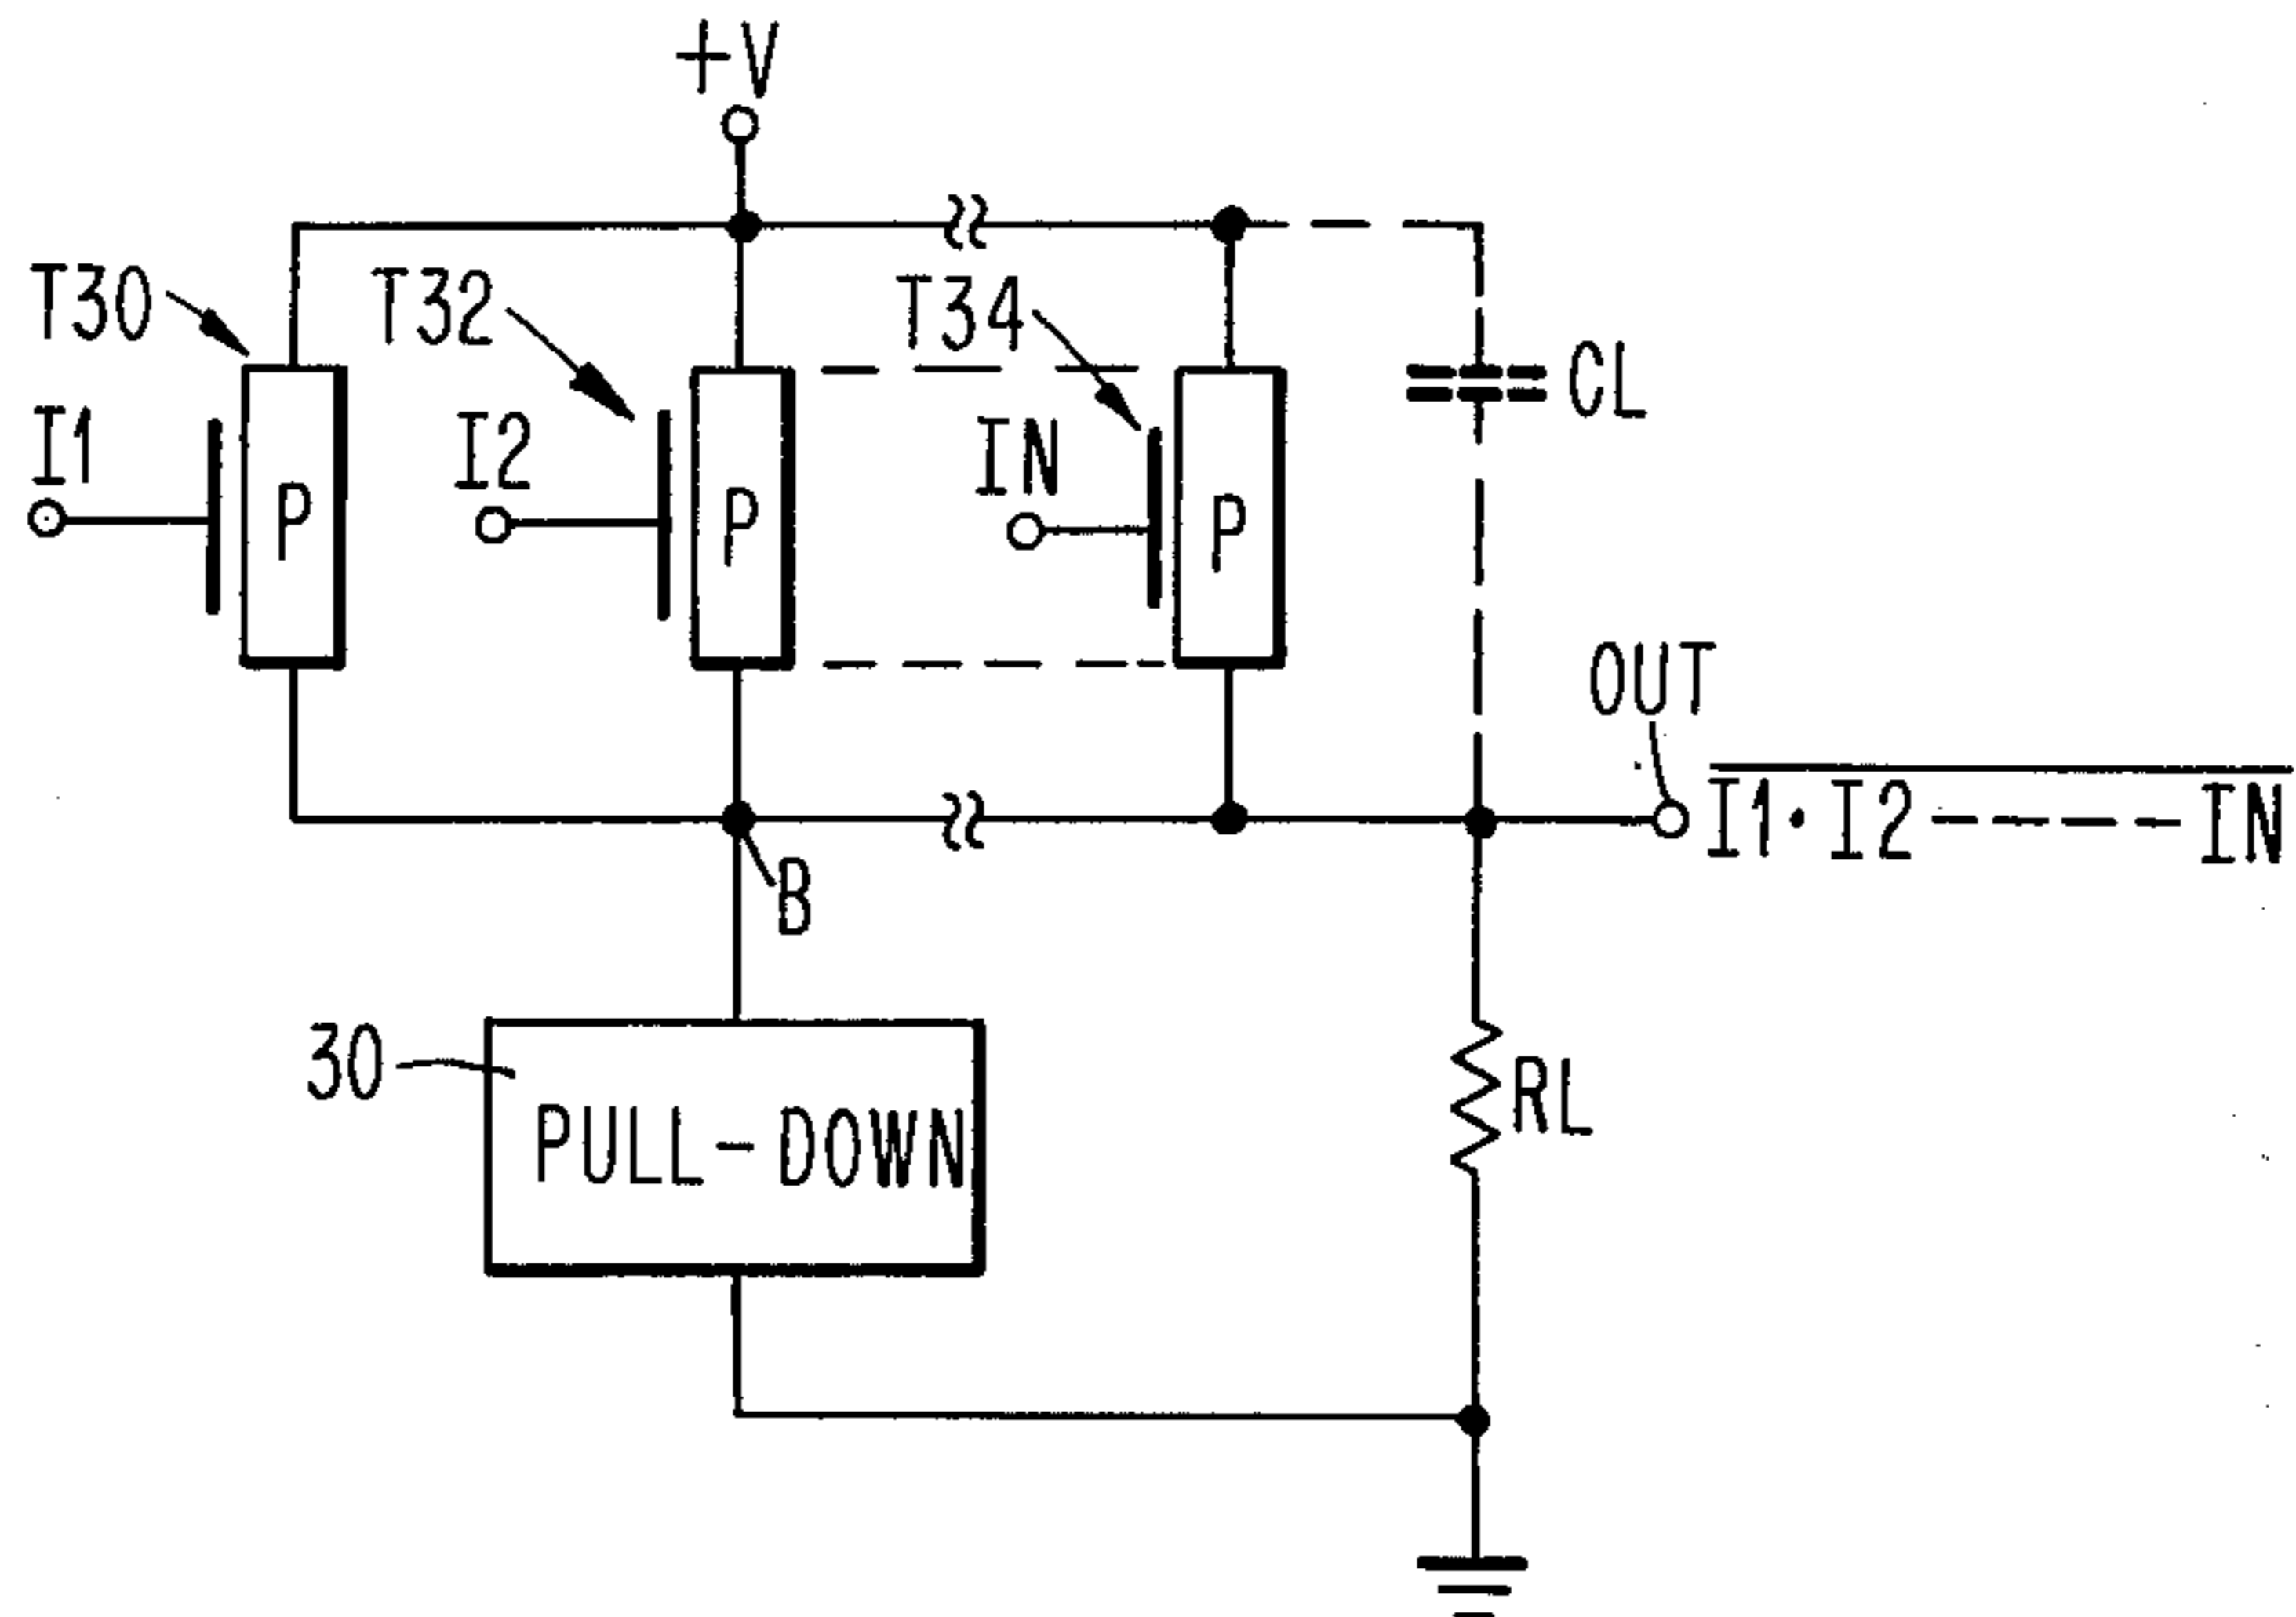 +V
T30
T32
T34
CL
I1
I2
IN
P
P
P
OUT
I1·I2 ---- IN
B
30
PULL-DOWN
RL